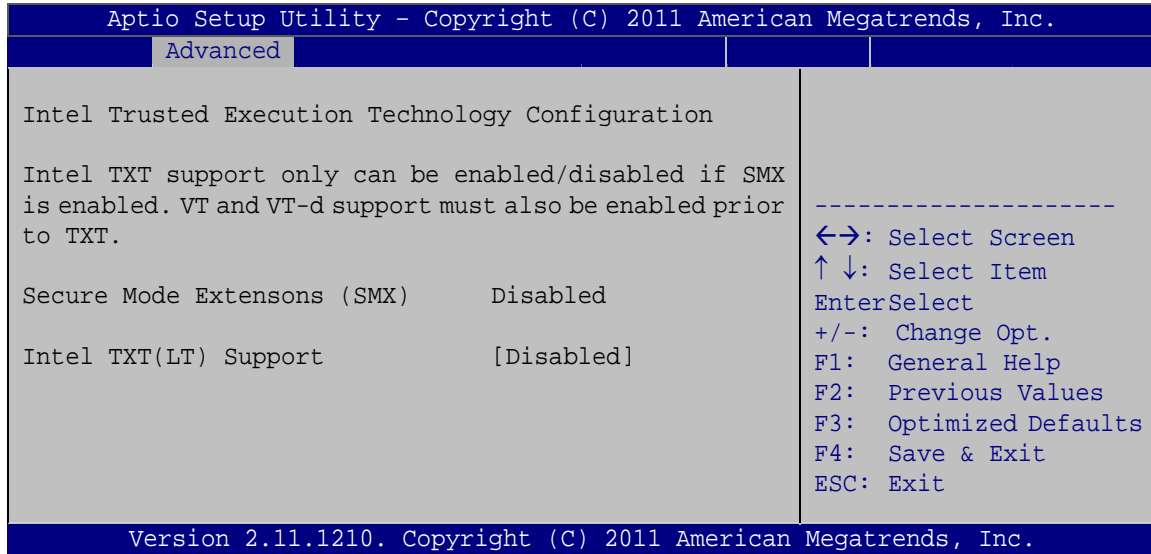 Aptio Setup Utility – Copyright (C) 2011 American Megatrends, Inc.
Advanced
Intel Trusted Execution Technology Configuration
Intel TXT support only can be enabled/disabled if SMX
is enabled. VT and VT-d support must also be enabled prior
to TXT.
Secure Mode Extensons (SMX) Disabled
Intel TXT(LT) Support [Disabled]
---------------------
←→: Select Screen
↑ ↓: Select Item
EnterSelect
+/-: Change Opt.
F1: General Help
F2: Previous Values
F3: Optimized Defaults
F4: Save & Exit
ESC: Exit
Version 2.11.1210. Copyright (C) 2011 American Megatrends, Inc.